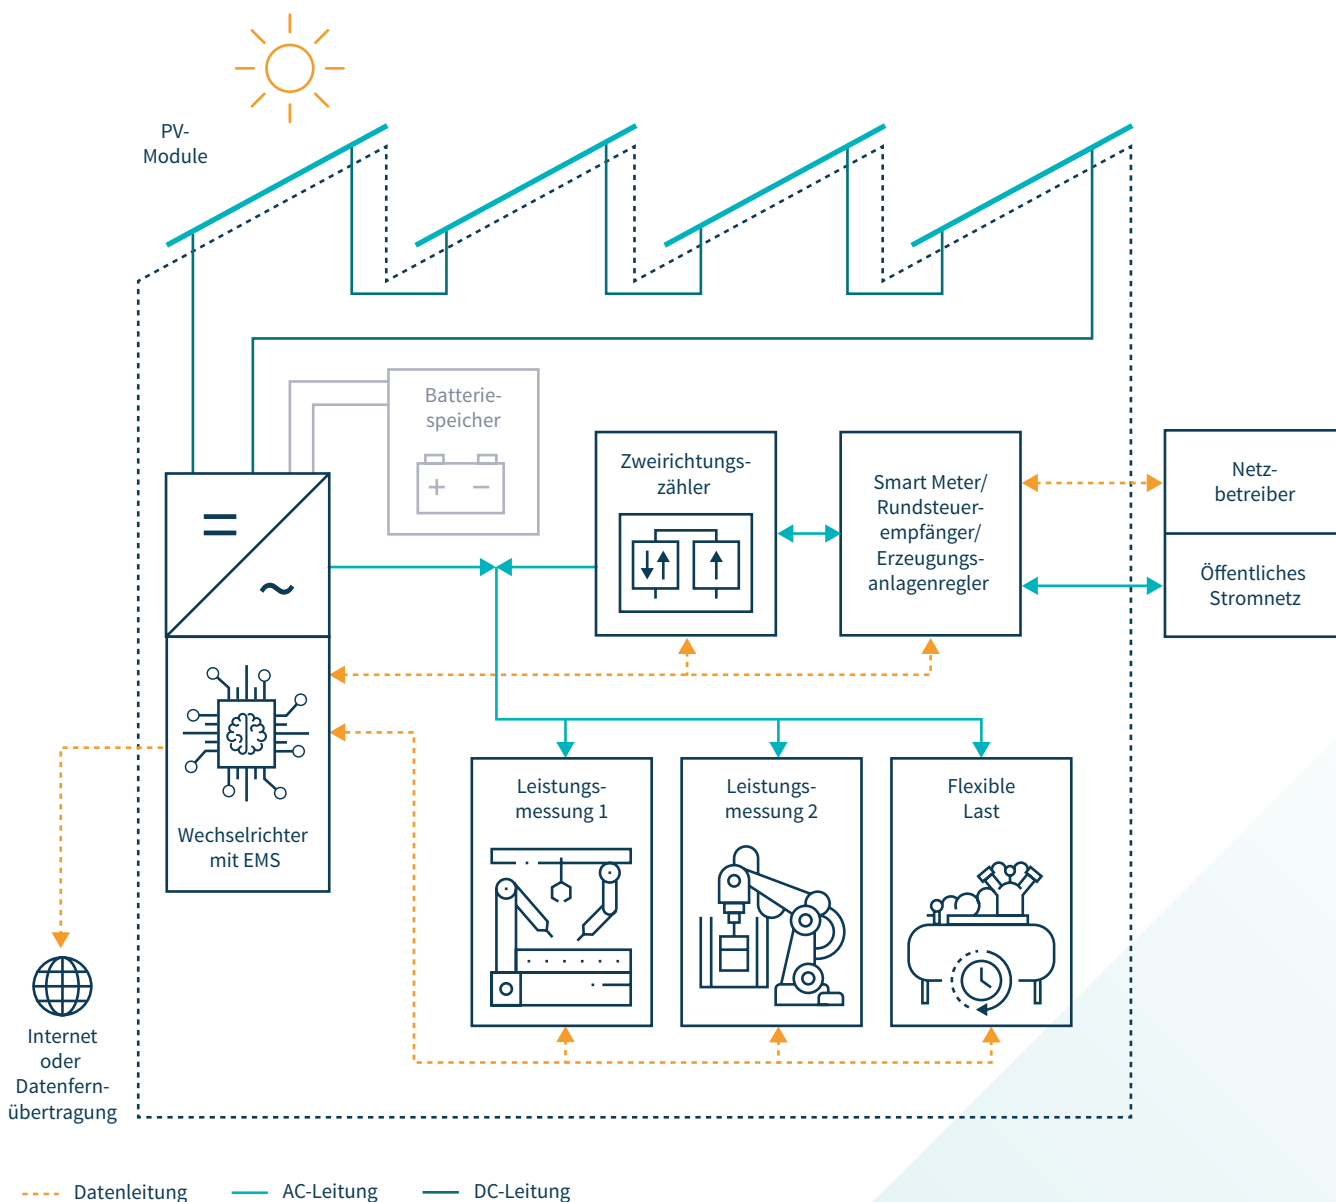 PV-
Module
Batterie-
speicher
+ −
Zweirichtungs-
zähler
Smart Meter/
Rundsteuer-
empfänger/
Erzeugungs-
anlagenregler
Netz-
betreiber
Öffentliches
Stromnetz
=
~
Wechselrichter
mit EMS
Leistungs-
messung 1
Leistungs-
messung 2
Flexible
Last
Internet
oder
Datenfern-
übertragung
Datenleitung
AC-Leitung
DC-Leitung